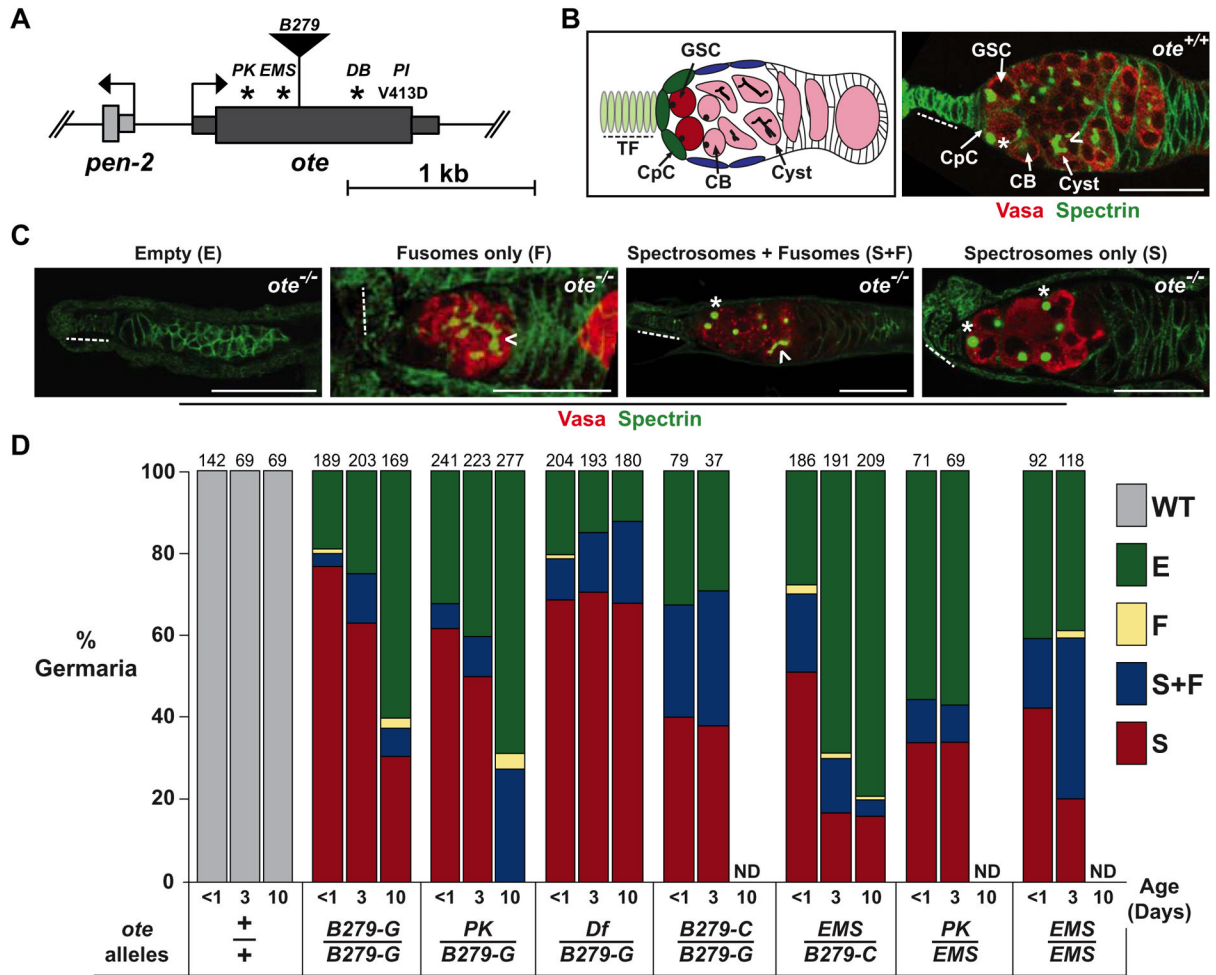 A
B279
PK EMS DB PI
* * * V413D
pen-2 ote
1 kb
B
GSC
TF
CpC
CB
Cyst
ote+/+
GSC
CpC
*
<
CB
Cyst
Vasa Spectrin
C
Empty (E) Fusomes only (F) Spectrosomes + Fusomes (S+F) Spectrosomes only (S)
ote-/- ote-/- ote-/- ote-/-
< * < * *
Vasa Spectrin
D
142 69 69 189 203 169 241 223 277 204 193 180 79 37 186 191 209 71 69 92 118
100
80
60
40
20
0
%
Germaria
WT
E
F
S+F
S
ND ND ND
<1 3 10 <1 3 10 <1 3 10 <1 3 10 <1 3 10 <1 3 10 <1 3 10 <1 3 10
Age
(Days)
ote
alleles
+ B279-G PK Df B279-C EMS PK EMS
+ B279-G B279-G B279-G B279-G B279-C EMS EMS